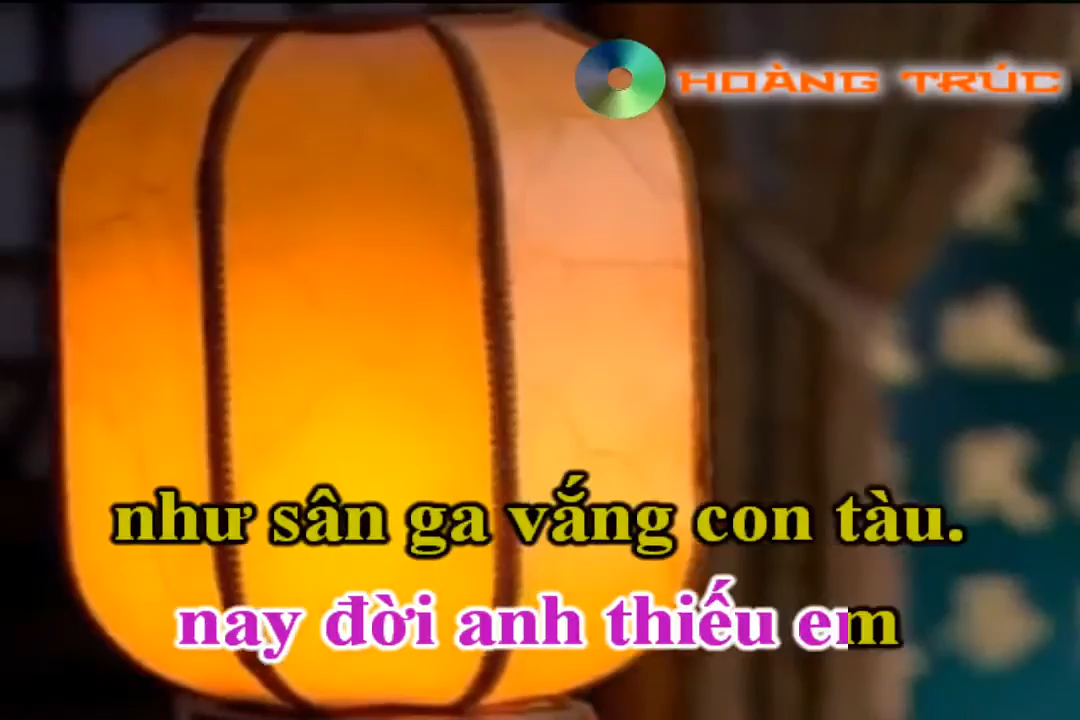 HOÀNG TRÚC
như sân ga vắng con tàu.
nay đời anh thiếu em